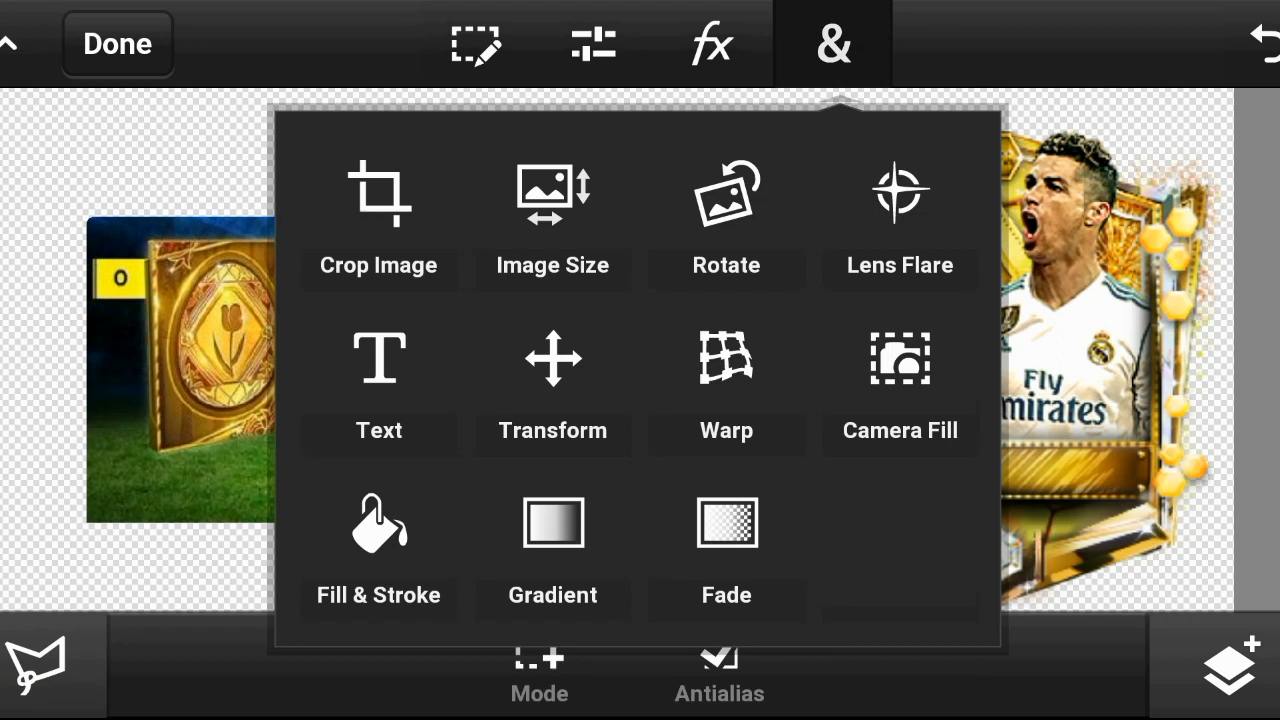 Done
fx
&
Crop Image
Image Size
Rotate
Lens Flare
0
T
Text
Transform
Warp
Camera Fill
Fly
mirates
Fill & Stroke
Gradient
Fade
Mode
Antialias